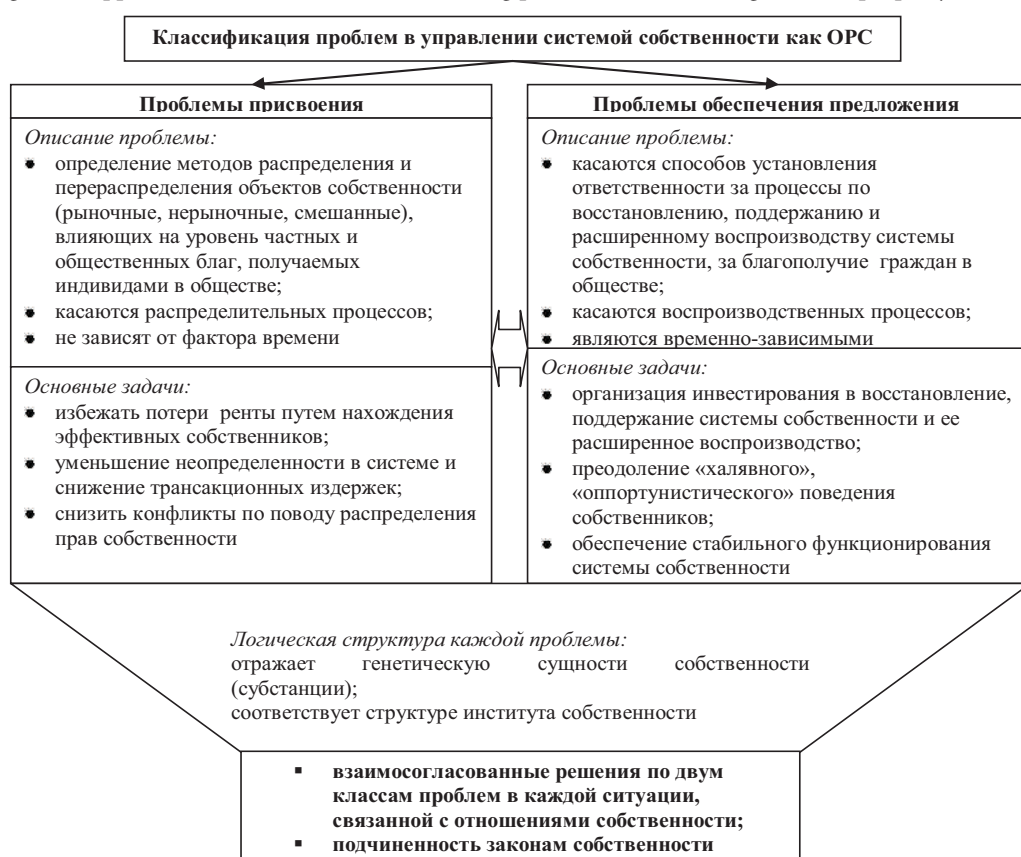 Классификация проблем в управлении системой собственности как ОРС
Проблемы присвоения
Описание проблемы:
определение методов распределения и
перераспределения объектов собственности
(рыночные, нерыночные, смешанные),
влияющих на уровень частных и
общественных благ, получаемых
индивидами в обществе;
касаются распределительных процессов;
не зависят от фактора времени
Основные задачи:
избежать потери ренты путем нахождения
эффективных собственников;
уменьшение неопределенности в системе и
снижение трансакционных издержек;
снизить конфликты по поводу распределения
прав собственности
Проблемы обеспечения предложения
Описание проблемы:
касаются способов установления
ответственности за процессы по
восстановлению, поддержанию и
расширенному воспроизводству системы
собственности, за благополучие граждан в
обществе;
касаются воспроизводственных процессов;
являются временно-зависимыми
Основные задачи:
организация инвестирования в восстановление,
поддержание системы собственности и ее
расширенное воспроизводство;
преодоление «халявного»,
«оппортунистического» поведения
собственников;
обеспечение стабильного функционирования
системы собственности
Логическая структура каждой проблемы:
отражает генетическую сущности собственности
(субстанции);
соответствует структуре института собственности
взаимосогласованные решения по двум
классам проблем в каждой ситуации,
связанной с отношениями собственности;
подчиненность законам собственности